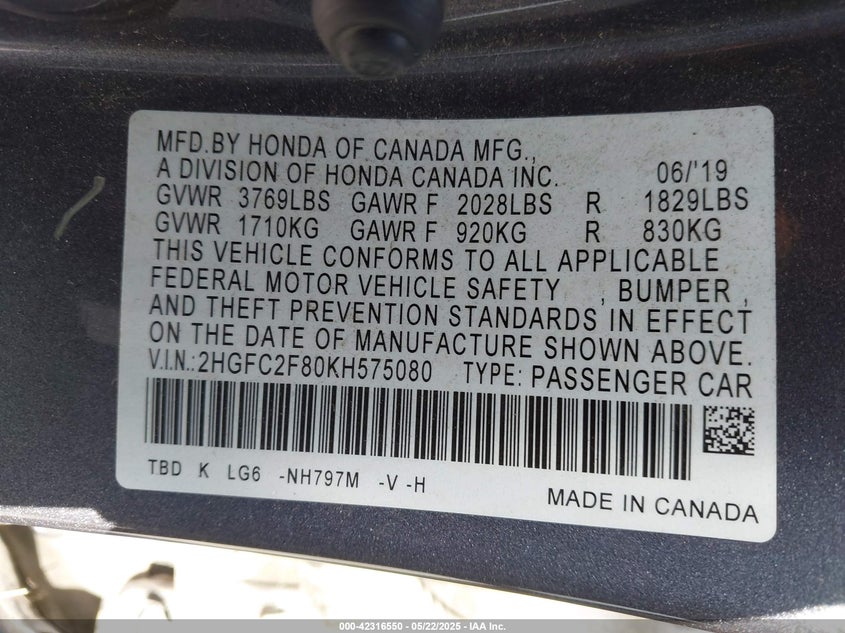 MFD.BY HONDA OF CANADA MFG.,
A DIVISION OF HONDA CANADA INC. 06/'19
GVWR 3769LBS GAWR F 2028LBS R 1829LBS
GVWR 1710KG GAWR F 920KG R 830KG
THIS VEHICLE CONFORMS TO ALL APPLICABLE
FEDERAL MOTOR VEHICLE SAFETY , BUMPER ,
AND THEFT PREVENTION STANDARDS IN EFFECT
ON THE DATE OF MANUFACTURE SHOWN ABOVE.
V.I.N.:2HGFC2F80KH575080 TYPE: PASSENGER CAR
TBD K LG6 -NH797M -V -H
MADE IN CANADA
000-42316550 - 05/22/2025 - IAA Inc.